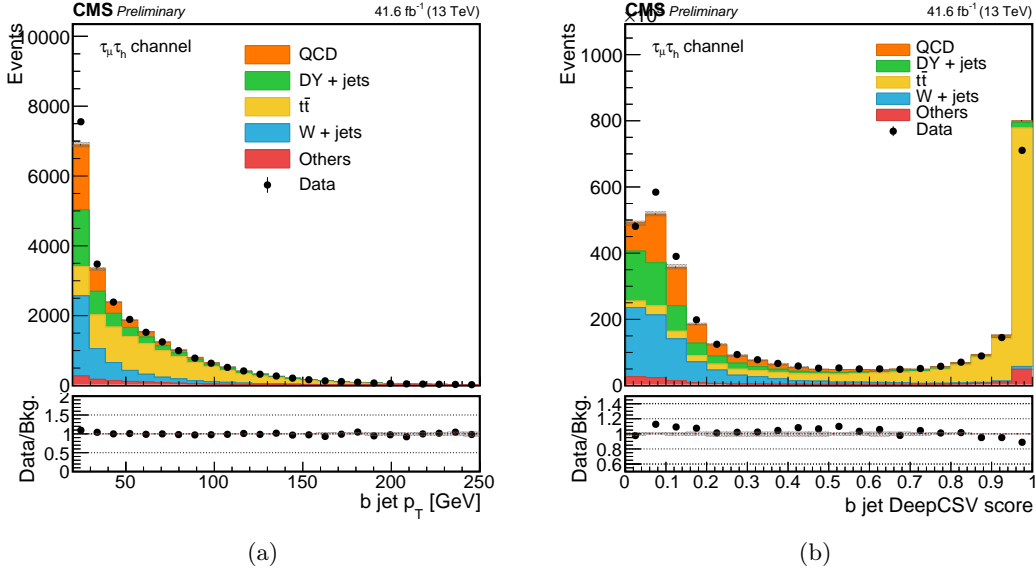 CMS Preliminary 41.6 fb⁻¹ (13 TeV)
Events
10000
8000
6000
4000
2000
0
τμτh channel
QCD
DY + jets
tt̄
W + jets
Others
Data
Data/Bkg.
2
1.5
1
0.5
0
50 100 150 200 250
b jet pT [GeV]
(a)
CMS Preliminary 41.6 fb⁻¹ (13 TeV)
Events
1000
800
600
400
200
0
τμτh channel
QCD
DY + jets
tt̄
W + jets
Others
Data
Data/Bkg.
1.4
1.2
1
0.8
0.6
0 0.1 0.2 0.3 0.4 0.5 0.6 0.7 0.8 0.9 1
b jet DeepCSV score
(b)